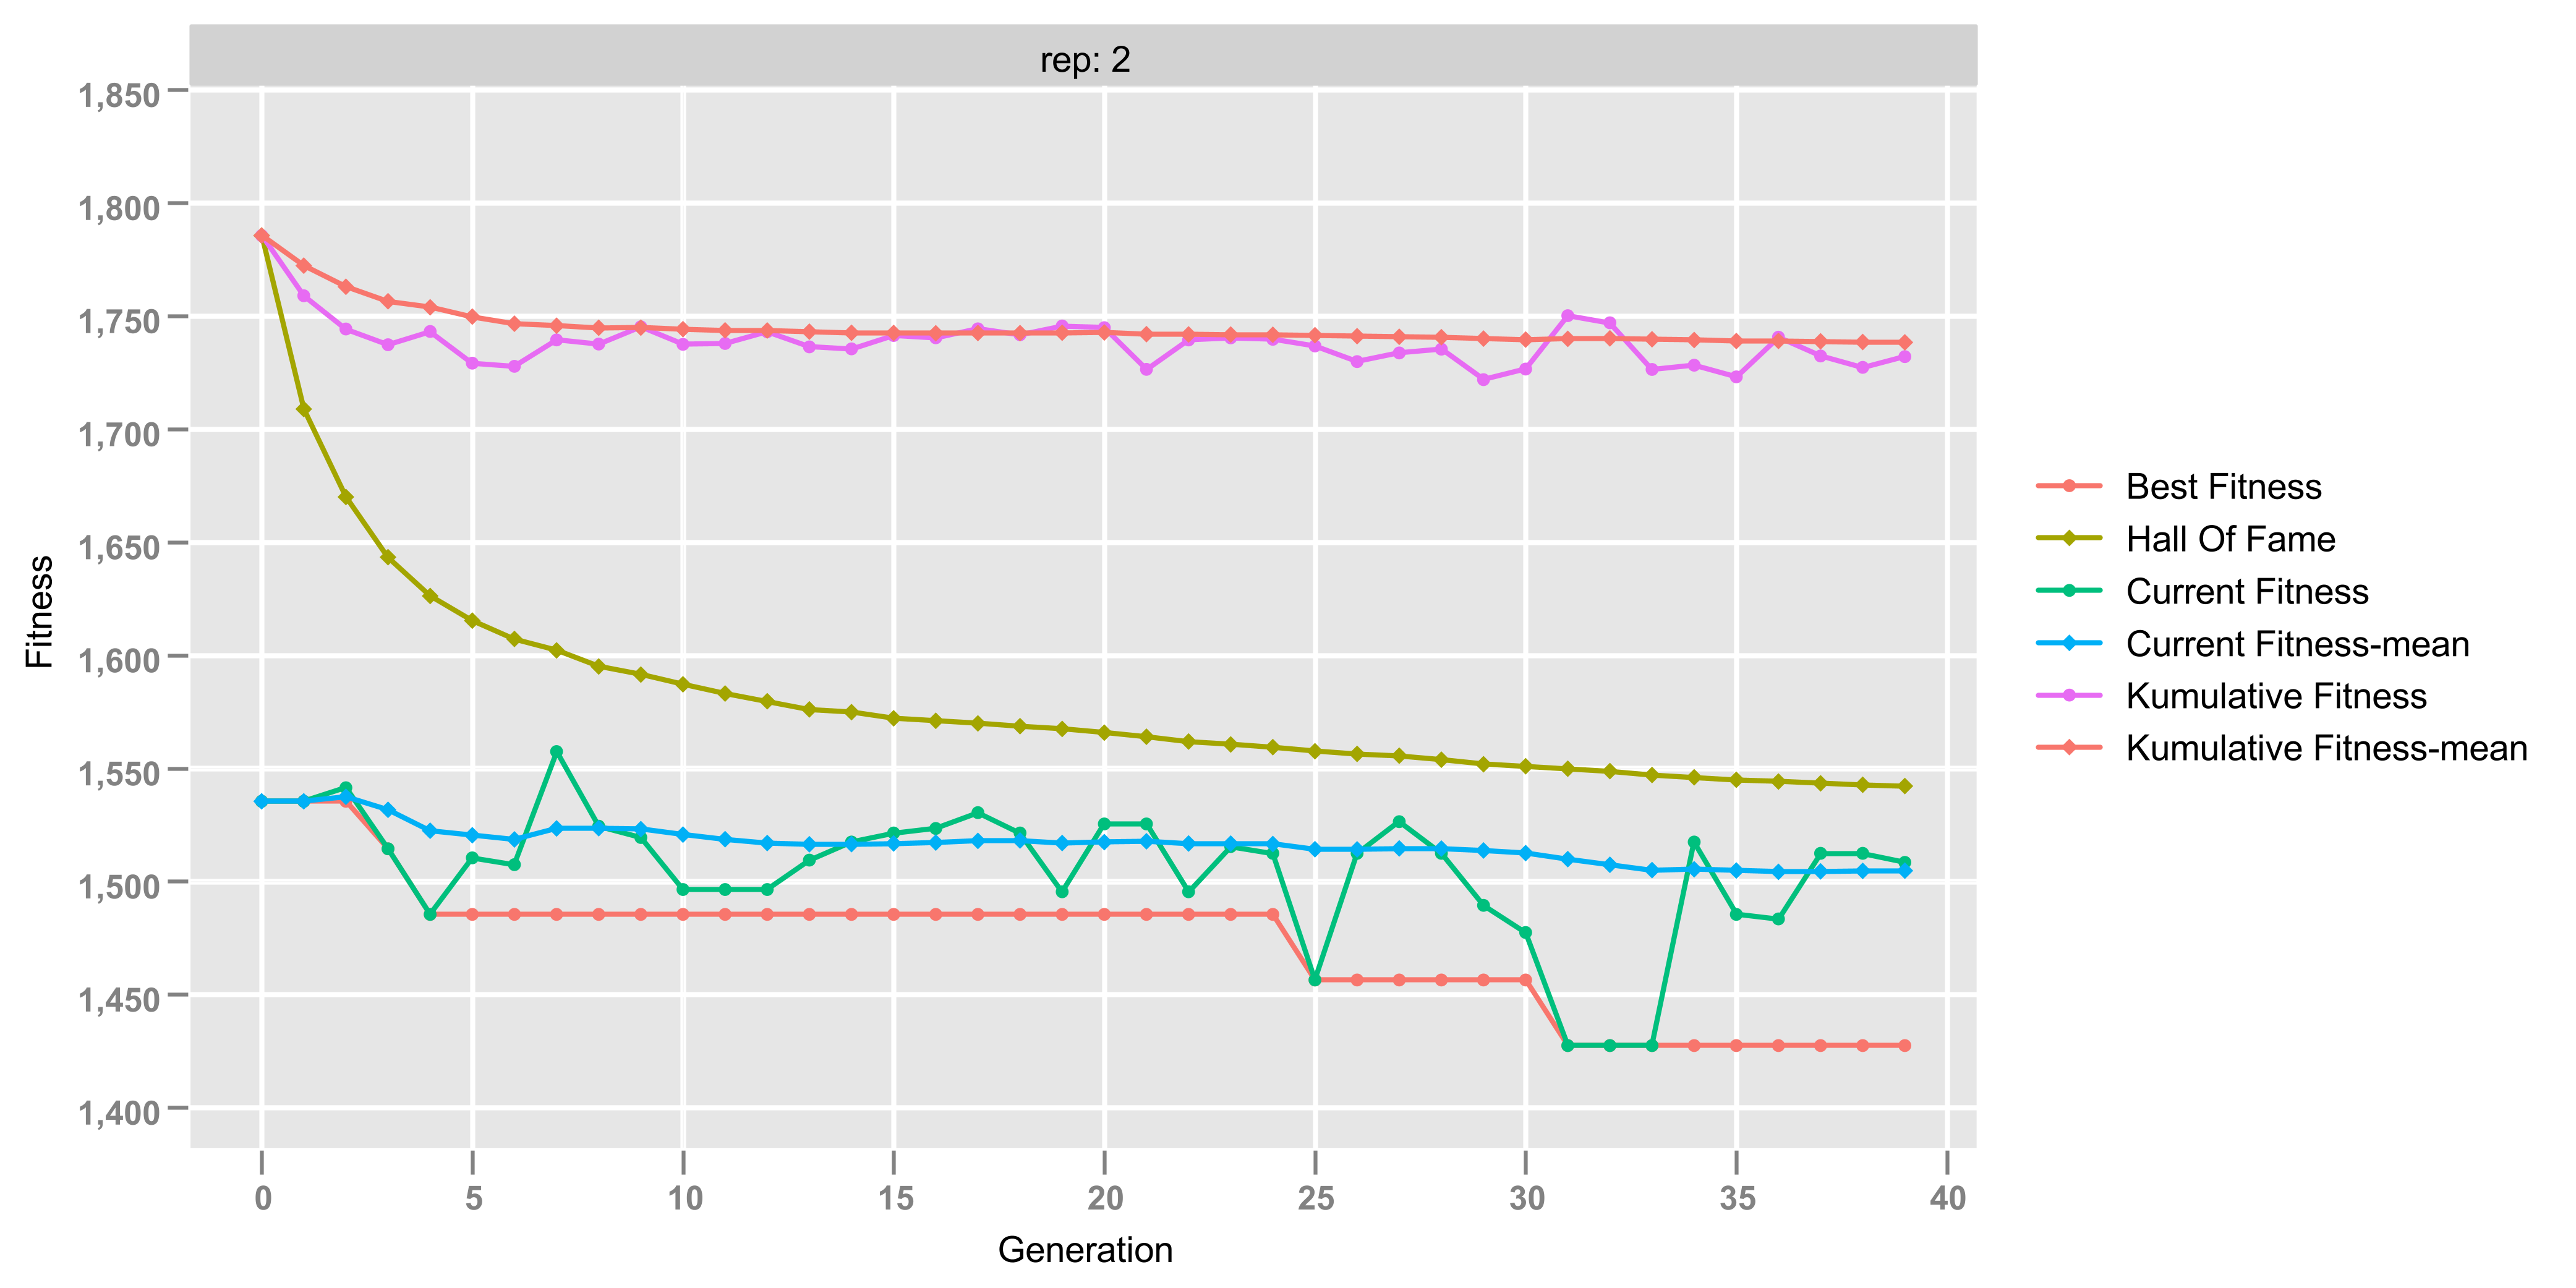 rep: 2
1,850
1,800
1,750
1,700
1,650
1,600
1,550
1,500
1,450
1,400
Fitness
0 5 10 15 20 25 30 35 40
Generation
Best Fitness
Hall Of Fame
Current Fitness
Current Fitness-mean
Kumulative Fitness
Kumulative Fitness-mean